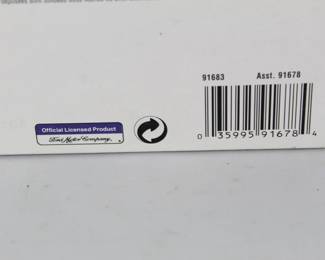 91683 Asst. 91678
Official Licensed Product
Ford Motor Company,
0 35995 91678 4